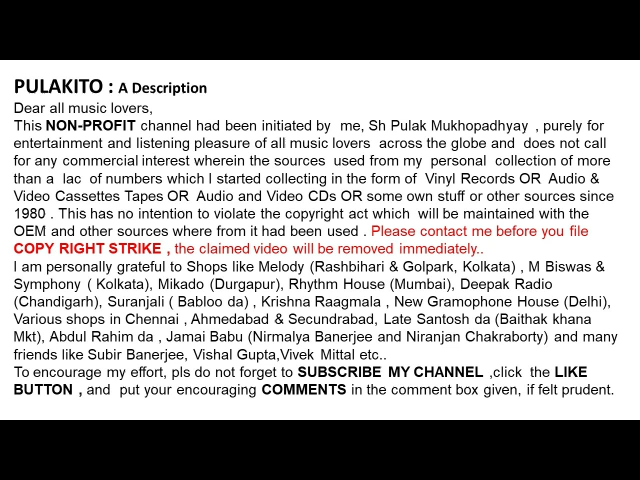 PULAKITO : A Description
Dear all music lovers,
This NON-PROFIT channel had been initiated by me, Sh Pulak Mukhopadhyay , purely for
entertainment and listening pleasure of all music lovers across the globe and does not call
for any commercial interest wherein the sources used from my personal collection of more
than a lac of numbers which I started collecting in the form of Vinyl Records OR Audio &
Video Cassettes Tapes OR Audio and Video CDs OR some own stuff or other sources since
1980 . This has no intention to violate the copyright act which will be maintained with the
OEM and other sources where from it had been used . Please contact me before you file
COPY RIGHT STRIKE , the claimed video will be removed immediately..
I am personally grateful to Shops like Melody (Rashbihari & Golpark, Kolkata) , M Biswas &
Symphony ( Kolkata), Mikado (Durgapur), Rhythm House (Mumbai), Deepak Radio
(Chandigarh), Suranjali ( Babloo da) , Krishna Raagmala , New Gramophone House (Delhi),
Various shops in Chennai , Ahmedabad & Secundrabad, Late Santosh da (Baithak khana
Mkt), Abdul Rahim da , Jamai Babu (Nirmalya Banerjee and Niranjan Chakraborty) and many
friends like Subir Banerjee, Vishal Gupta,Vivek Mittal etc..
To encourage my effort, pls do not forget to SUBSCRIBE MY CHANNEL ,click the LIKE
BUTTON , and put your encouraging COMMENTS in the comment box given, if felt prudent.